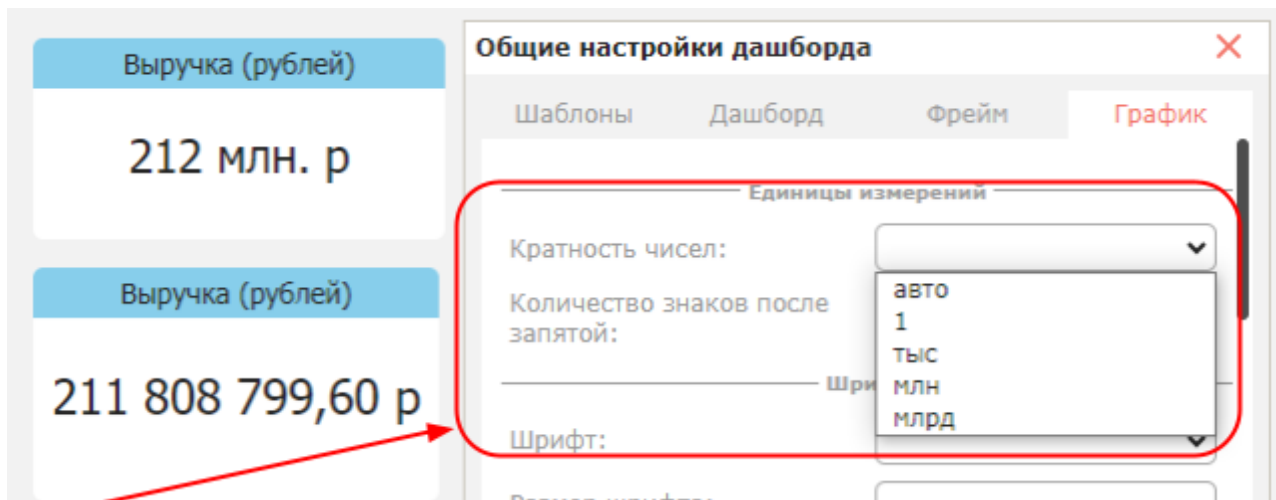 Выручка (рублей)
212 млн. р
Выручка (рублей)
211 808 799,60 р
Общие настройки дашборда
Шаблоны Дашборд Фрейм График
Единицы измерений
Кратность чисел:
авто
1
тыс
млн
млрд
Количество знаков после
запятой:
Шрифт: